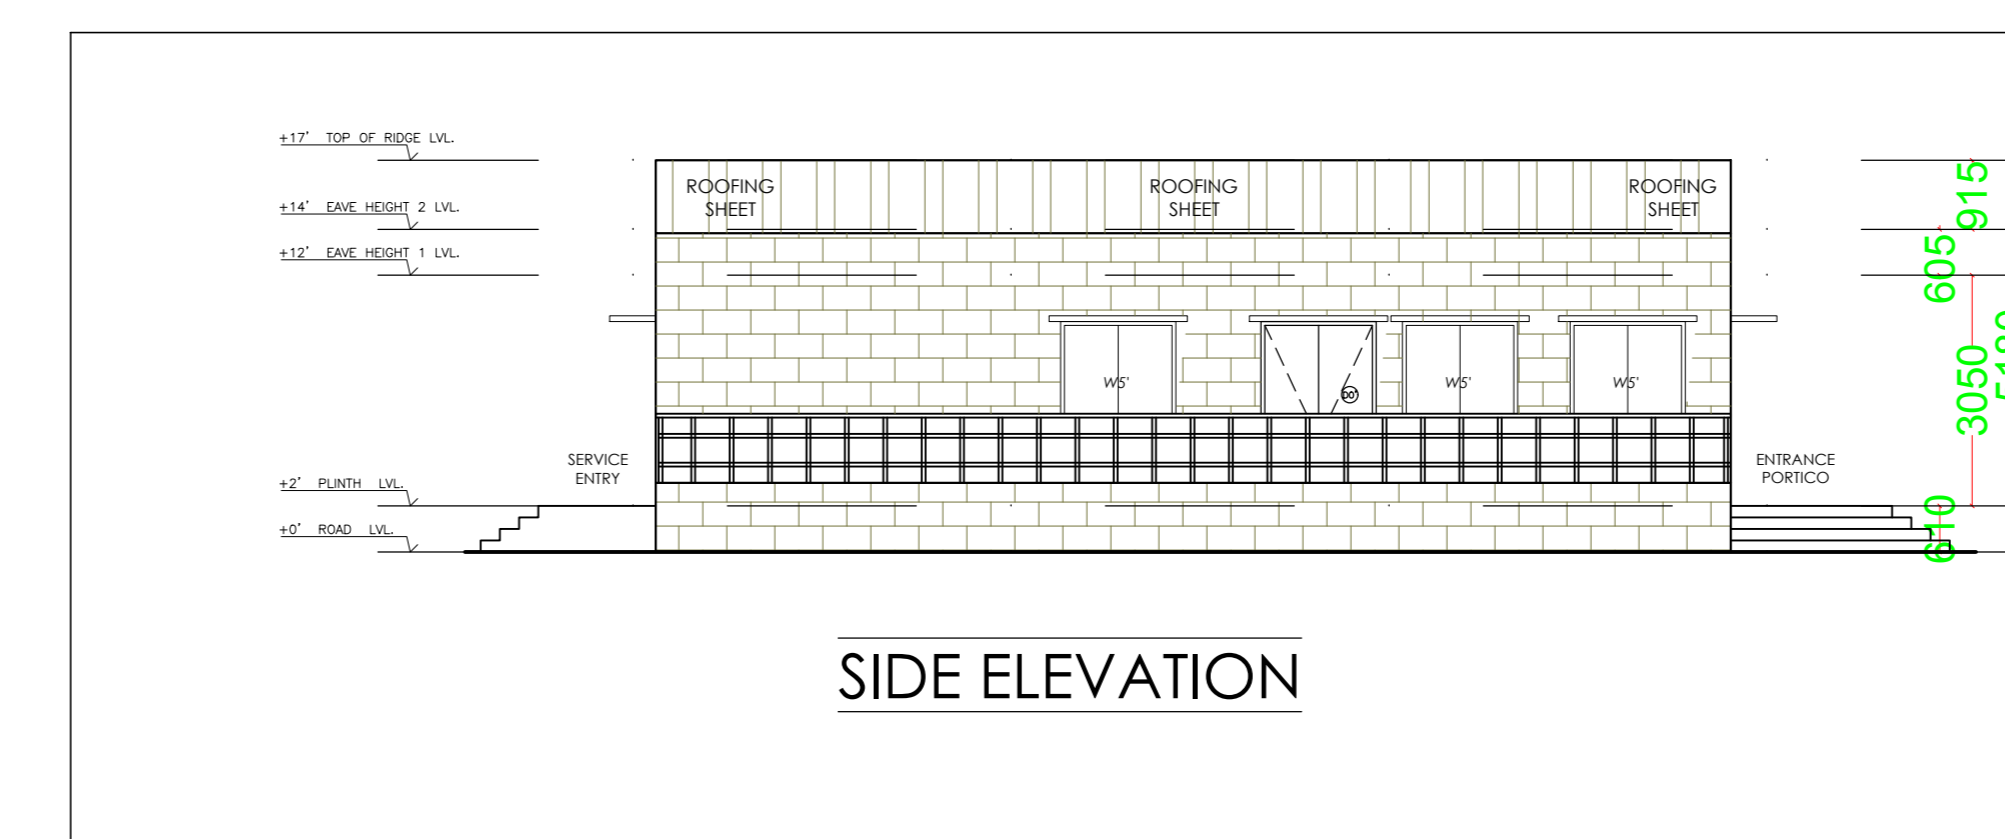 +17' TOP OF RIDGE LVL.
+14' EAVE HEIGHT 2 LVL.
+12' EAVE HEIGHT 1 LVL.
+2' PLINTH LVL.
+0' ROAD LVL.
ROOFING
SHEET
ROOFING
SHEET
ROOFING
SHEET
W5'
W5'
W5'
SERVICE
ENTRY
ENTRANCE
PORTICO
915
605
3050
610
SIDE ELEVATION